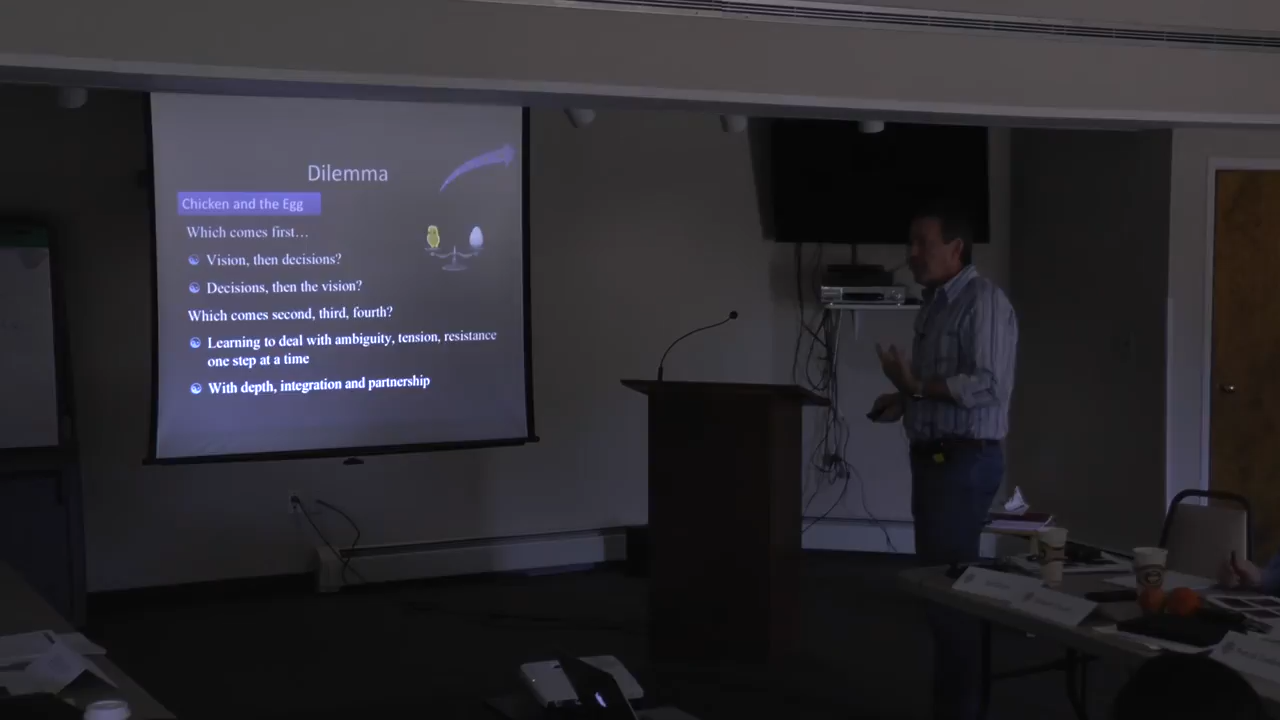 Dilemma
Chicken and the Egg
Which comes first…
Vision, then decisions?
Decisions, then the vision?
Which comes second, third, fourth?
Learning to deal with ambiguity, tension, resistance
one step at a time
With depth, integration and partnership